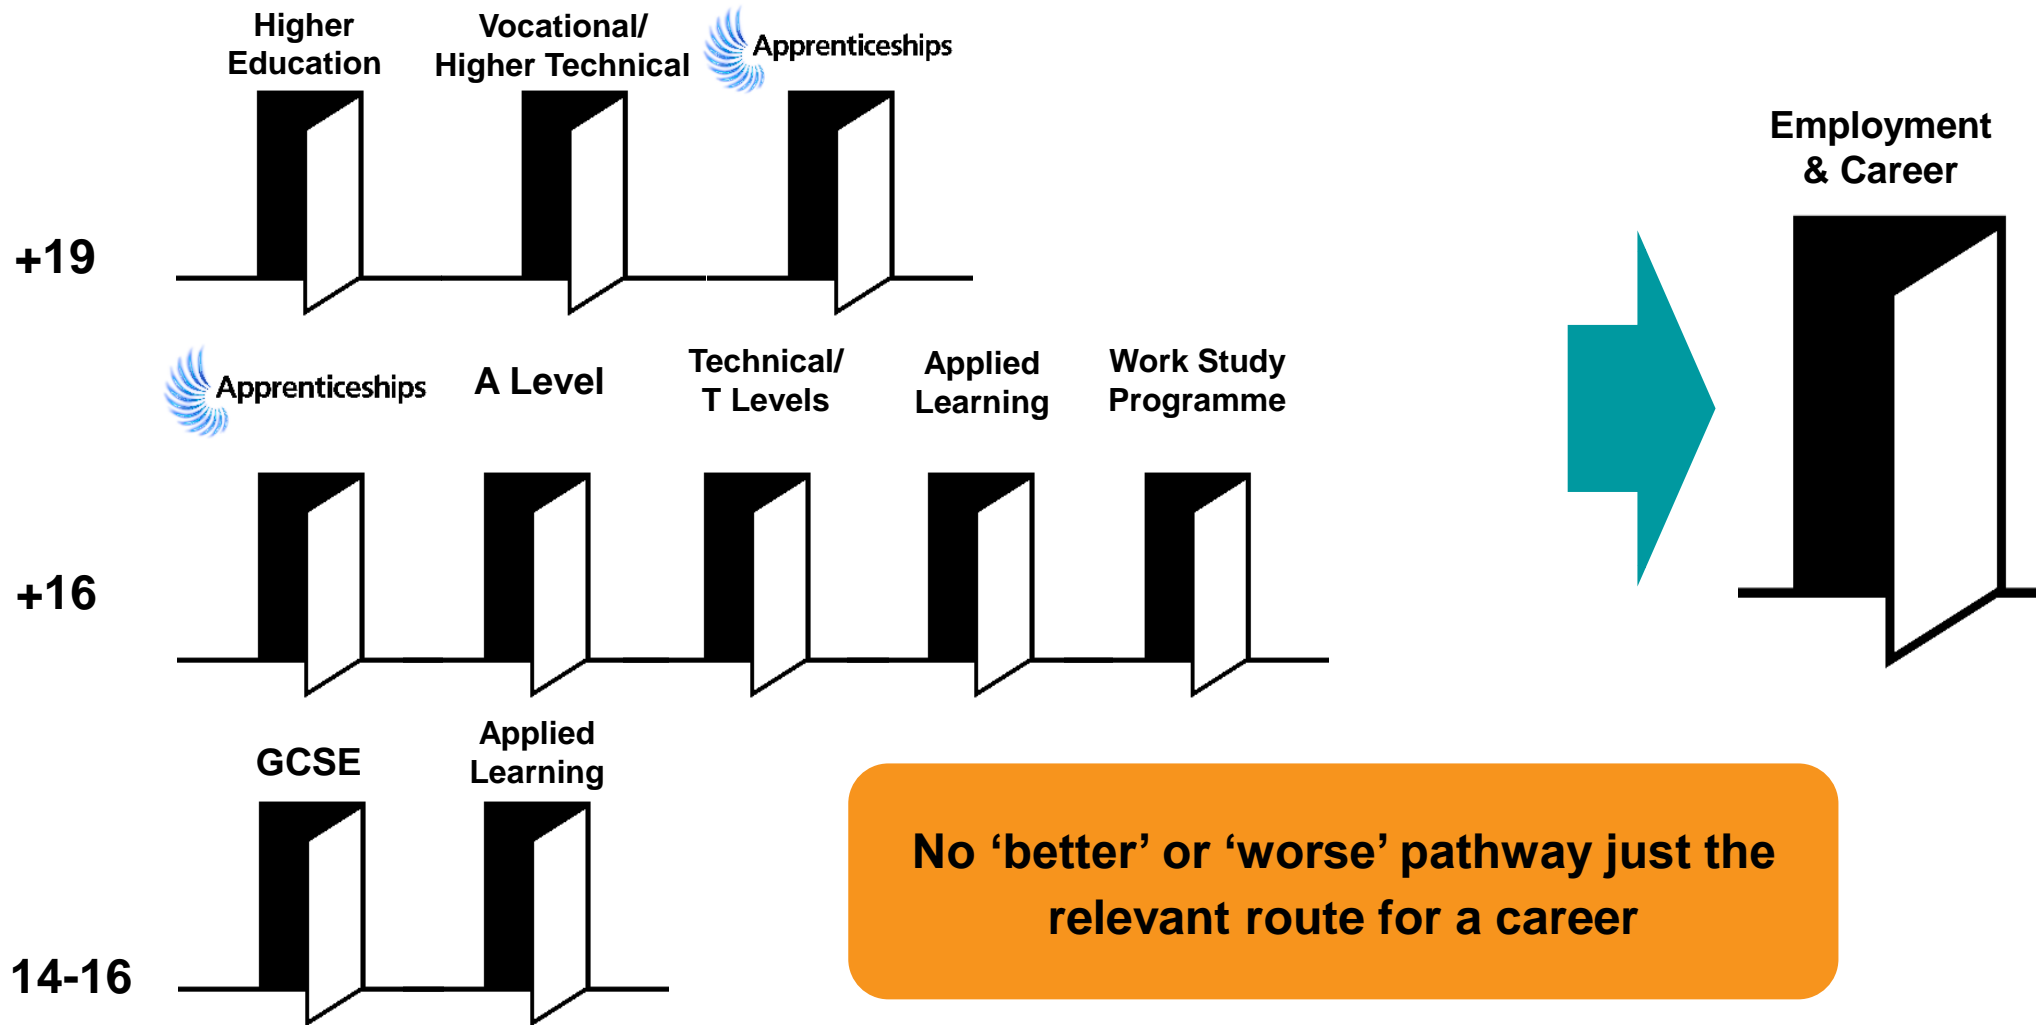 Higher
Education
Vocational/
Higher Technical
Apprenticeships
Employment
& Career
+19
Apprenticeships
A Level
Technical/
T Levels
Applied
Learning
Work Study
Programme
+16
GCSE
Applied
Learning
No ‘better’ or ‘worse’ pathway just the
relevant route for a career
14-16